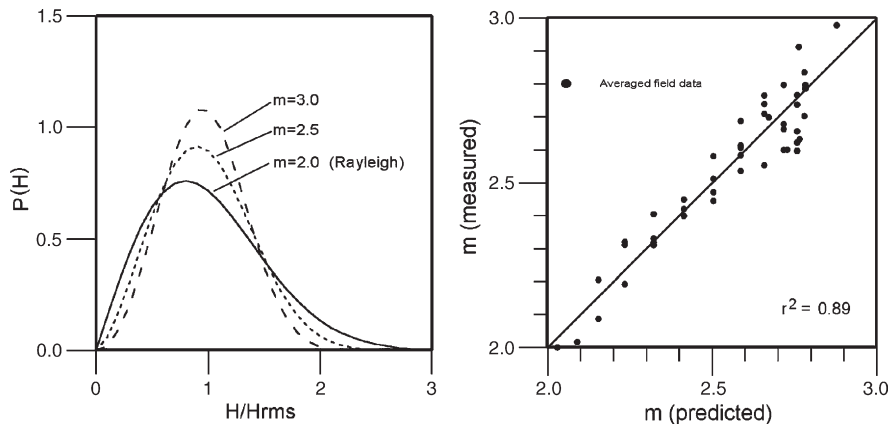 1.5
1.0
0.5
0.0
P(H)
m=3.0
m=2.5
m=2.0 (Rayleigh)
0
1
2
3
H/Hrms
3.0
2.5
2.0
m (measured)
Averaged field data
r2 = 0.89
2.0
2.5
3.0
m (predicted)